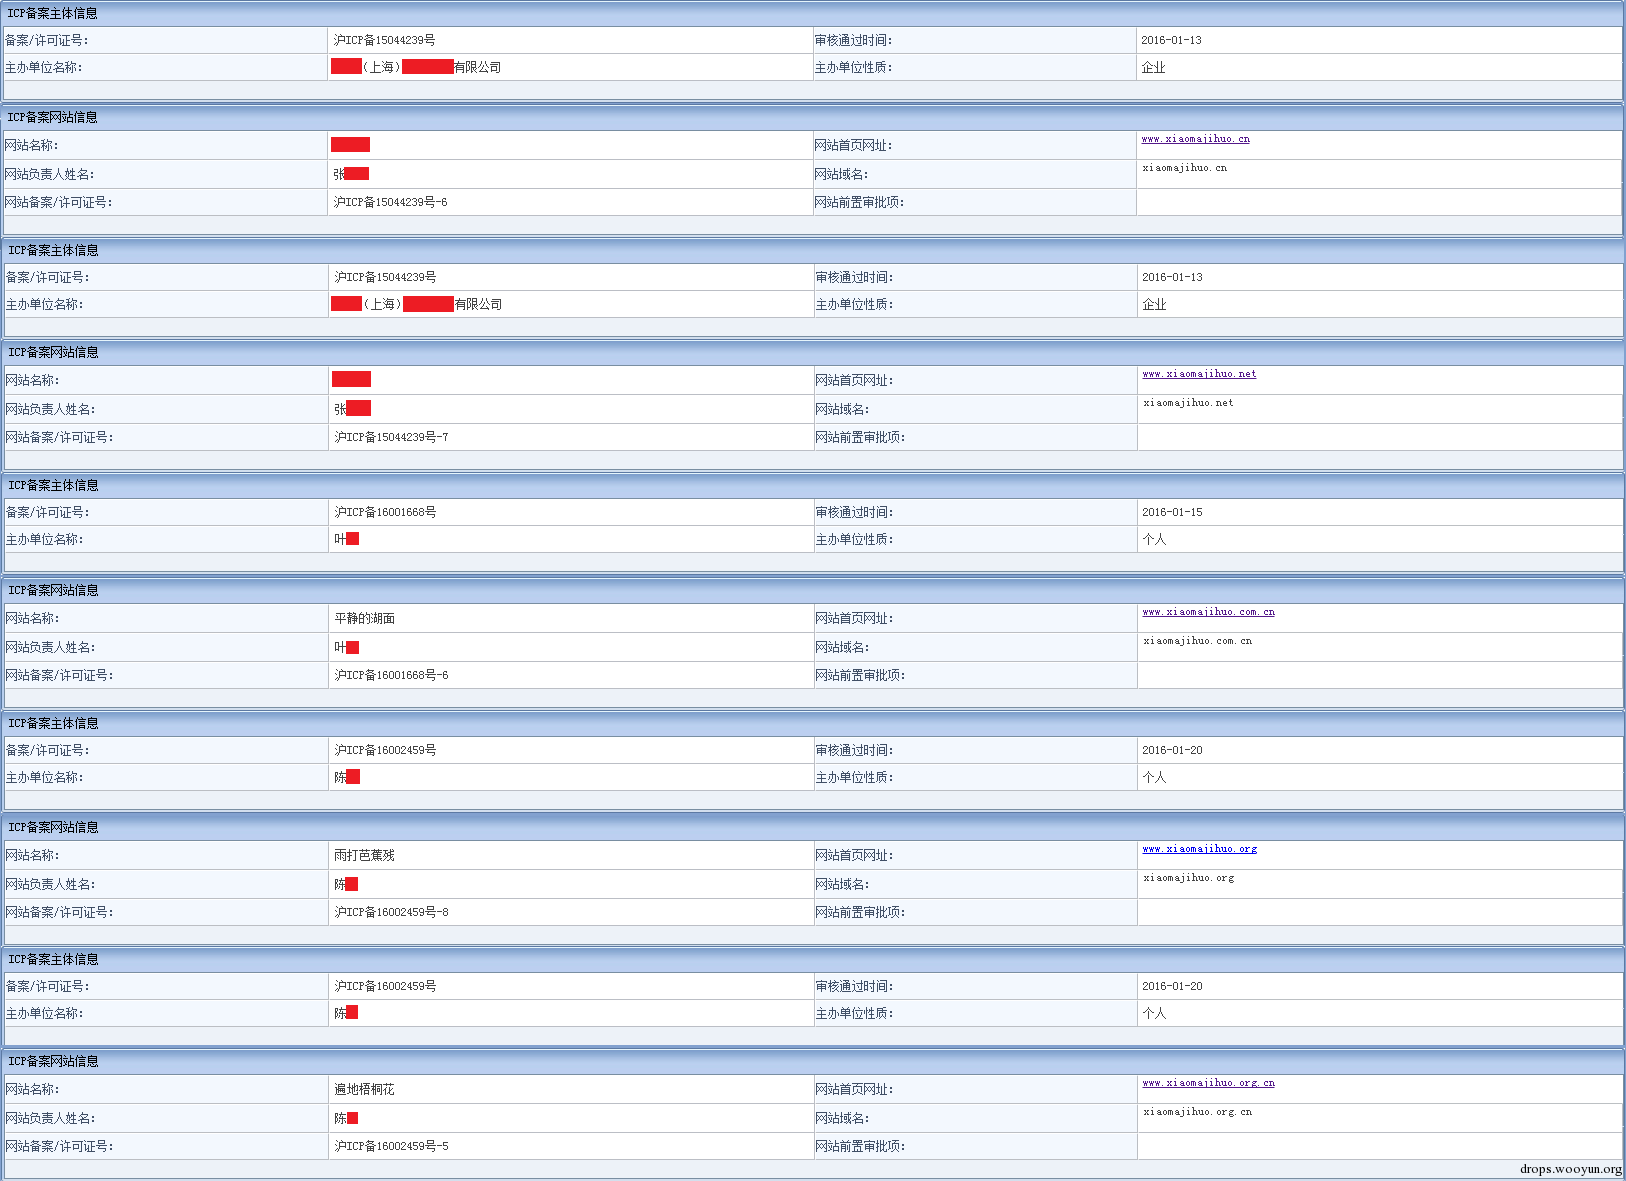 ICP备案主体信息
备案/许可证号: 沪ICP备15044239号 审核通过时间: 2016-01-13
主办单位名称: (上海) 有限公司 主办单位性质: 企业
ICP备案网站信息
网站名称: 网站首页网址: www.xiaomajihuo.cn
网站负责人姓名: 张 网站域名: xiaomajihuo.cn
网站备案/许可证号: 沪ICP备15044239号-6 网站前置审批项:
ICP备案主体信息
备案/许可证号: 沪ICP备15044239号 审核通过时间: 2016-01-13
主办单位名称: (上海) 有限公司 主办单位性质: 企业
ICP备案网站信息
网站名称: 网站首页网址: www.xiaomajihuo.net
网站负责人姓名: 张 网站域名: xiaomajihuo.net
网站备案/许可证号: 沪ICP备15044239号-7 网站前置审批项:
ICP备案主体信息
备案/许可证号: 沪ICP备16001668号 审核通过时间: 2016-01-15
主办单位名称: 叶 主办单位性质: 个人
ICP备案网站信息
网站名称: 平静的湖面 网站首页网址: www.xiaomajihuo.com.cn
网站负责人姓名: 叶 网站域名: xiaomajihuo.com.cn
网站备案/许可证号: 沪ICP备16001668号-6 网站前置审批项:
ICP备案主体信息
备案/许可证号: 沪ICP备16002459号 审核通过时间: 2016-01-20
主办单位名称: 陈 主办单位性质: 个人
ICP备案网站信息
网站名称: 雨打芭蕉残 网站首页网址: www.xiaomajihuo.org
网站负责人姓名: 陈 网站域名: xiaomajihuo.org
网站备案/许可证号: 沪ICP备16002459号-8 网站前置审批项:
ICP备案主体信息
备案/许可证号: 沪ICP备16002459号 审核通过时间: 2016-01-20
主办单位名称: 陈 主办单位性质: 个人
ICP备案网站信息
网站名称: 遍地梧桐花 网站首页网址: www.xiaomajihuo.org.cn
网站负责人姓名: 陈 网站域名: xiaomajihuo.org.cn
网站备案/许可证号: 沪ICP备16002459号-5 网站前置审批项:
drops.wooyun.org